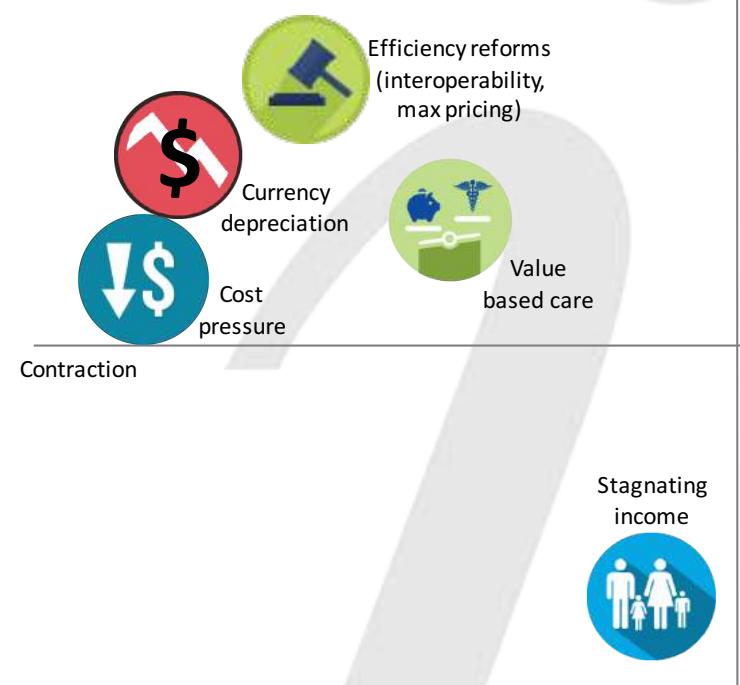 Efficiency reforms
(interoperability,
max pricing)
$
Currency
depreciation
Value
based care
$
Cost
pressure
Contraction
Stagnating
income